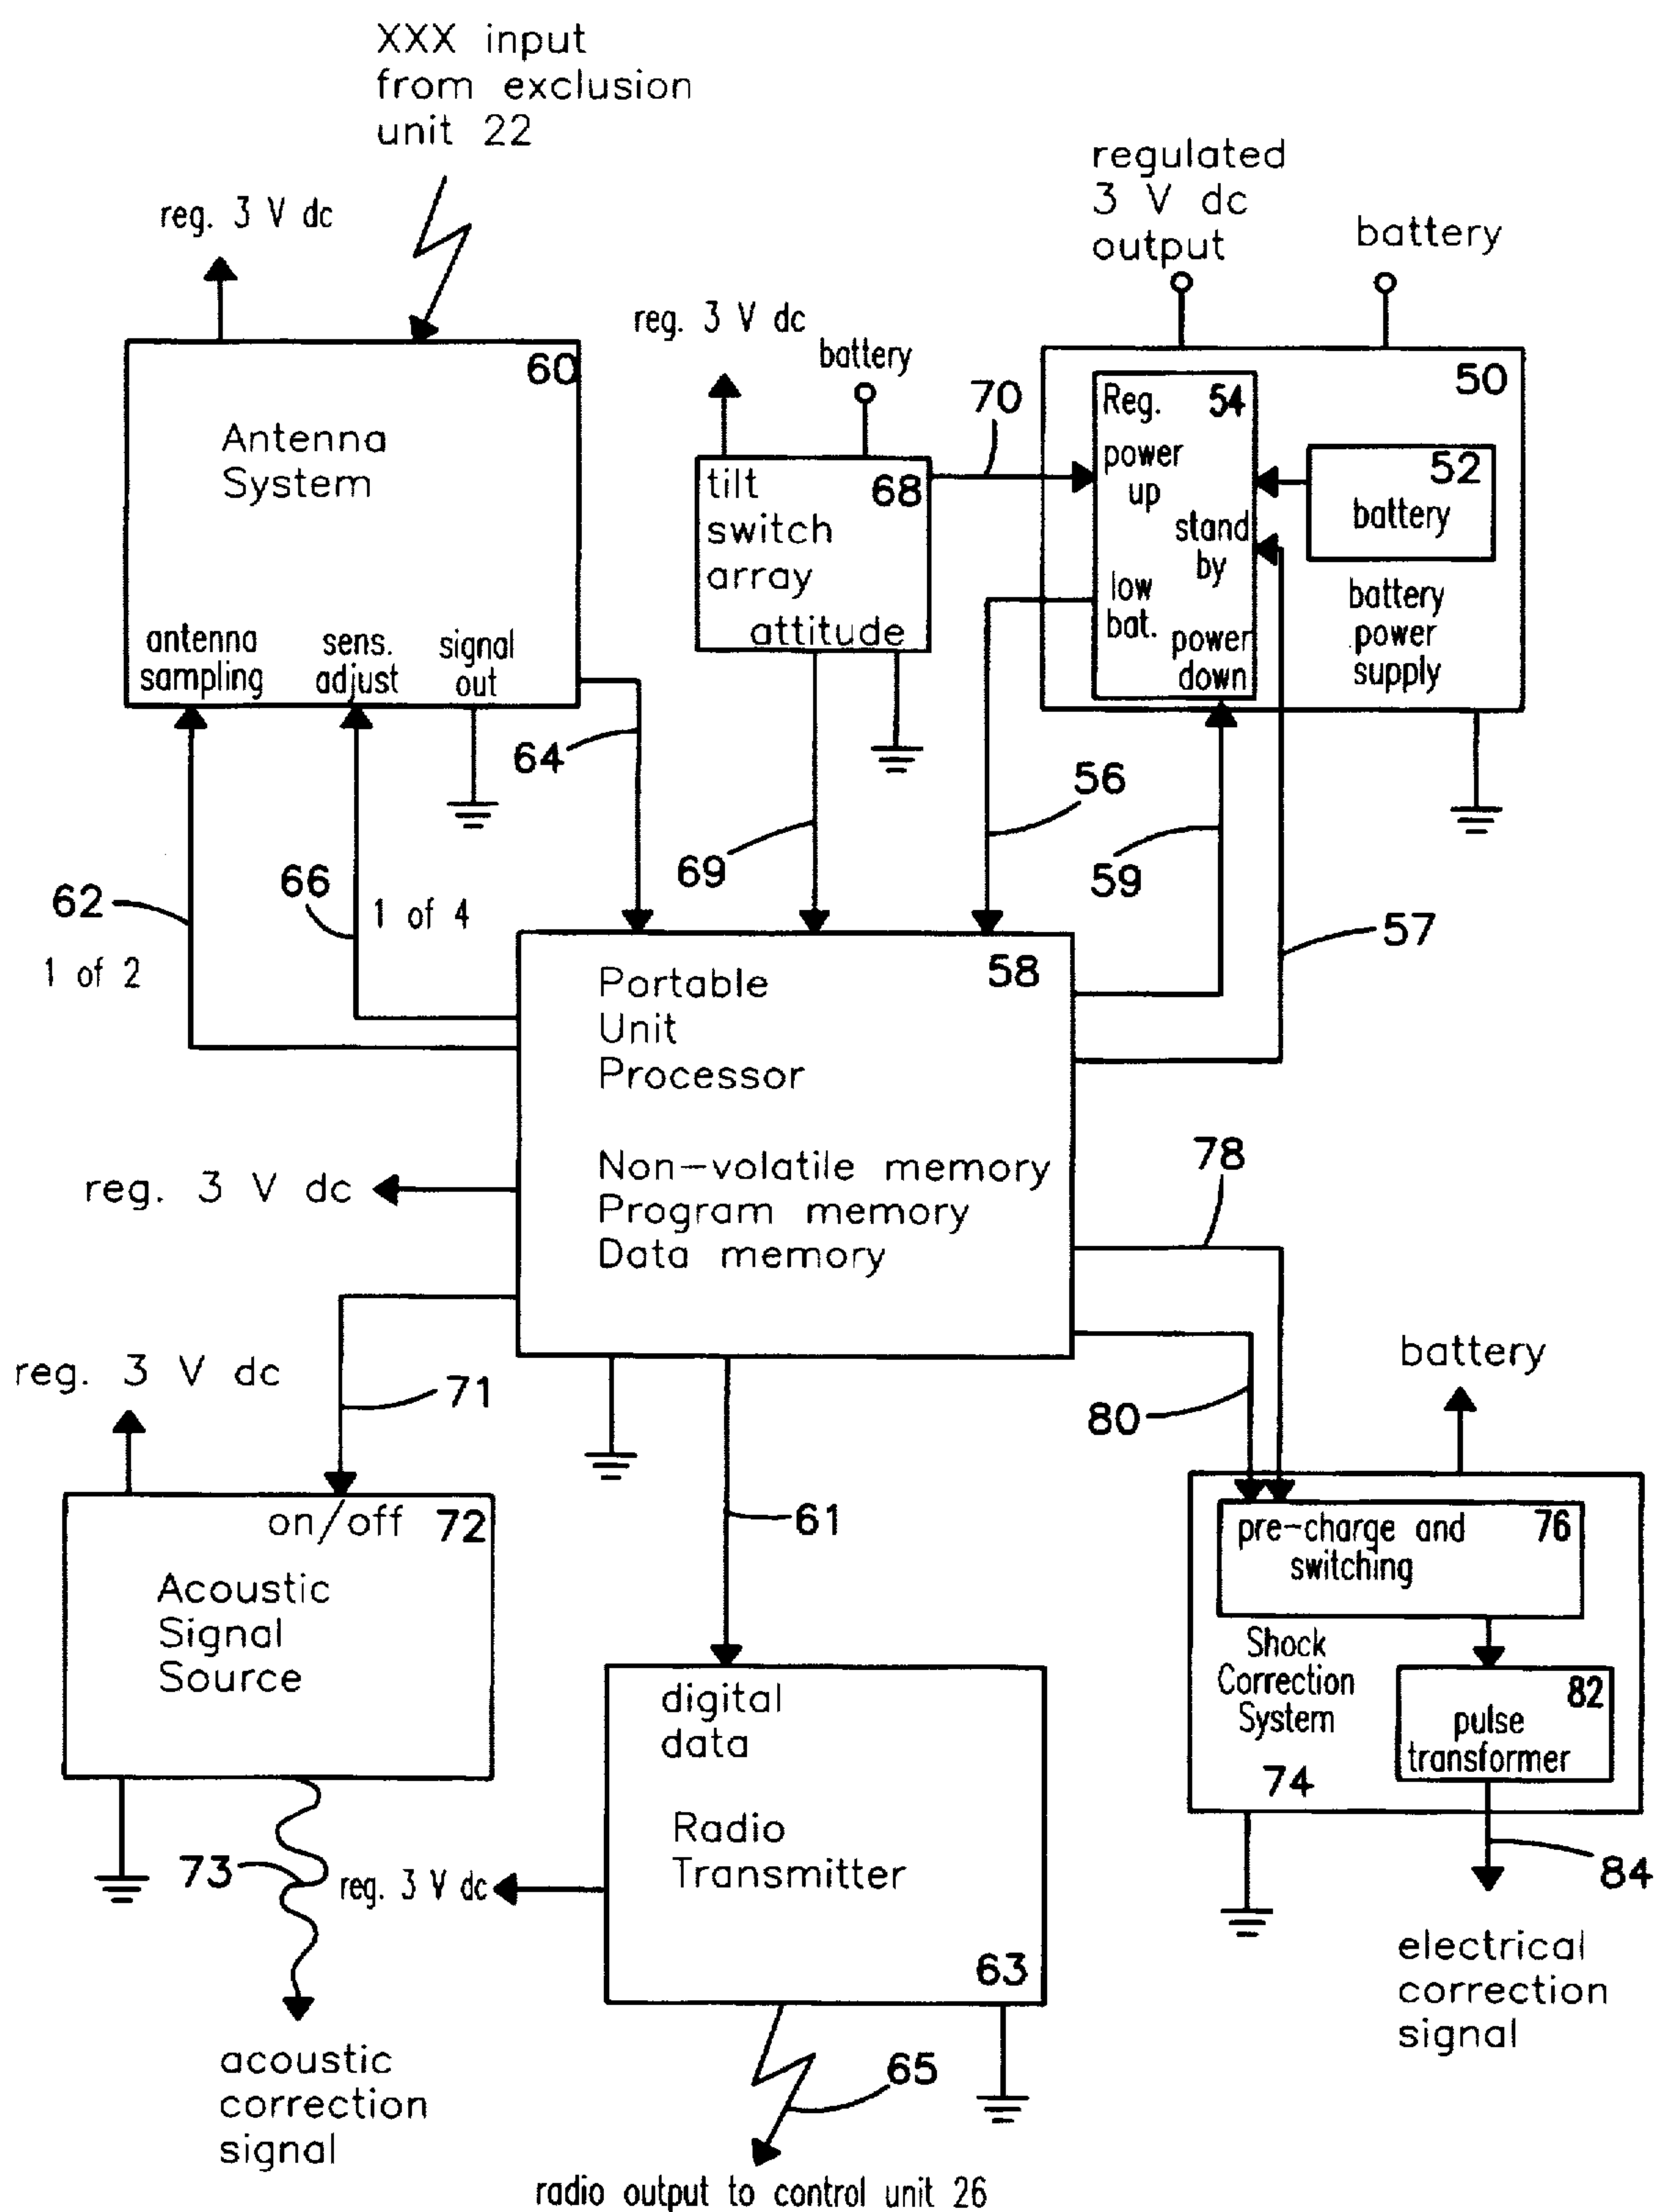 XXX input
from exclusion
unit 22
reg. 3 V dc
regulated
3 V dc
output
battery
reg. 3 V dc
battery
60
Antenna
System
antenna
sampling
sens.
adjust
signal
out
68
tilt
switch
array
attitude
70
50
Reg. 54
power
up
stand
by
low
bat.
power
down
52
battery
battery
power
supply
64
62
1 of 2
66
1 of 4
69
56
59
57
58
Portable
Unit
Processor
Non-volatile memory
Program memory
Data memory
reg. 3 V dc
78
80
71
61
reg. 3 V dc
on/off 72
Acoustic
Signal
Source
73
acoustic
correction
signal
digital
data
Radio
Transmitter
63
reg. 3 V dc
65
radio output to control unit 26
battery
pre-charge and 76
switching
Shock
Correction
System
74
82
pulse
transformer
84
electrical
correction
signal